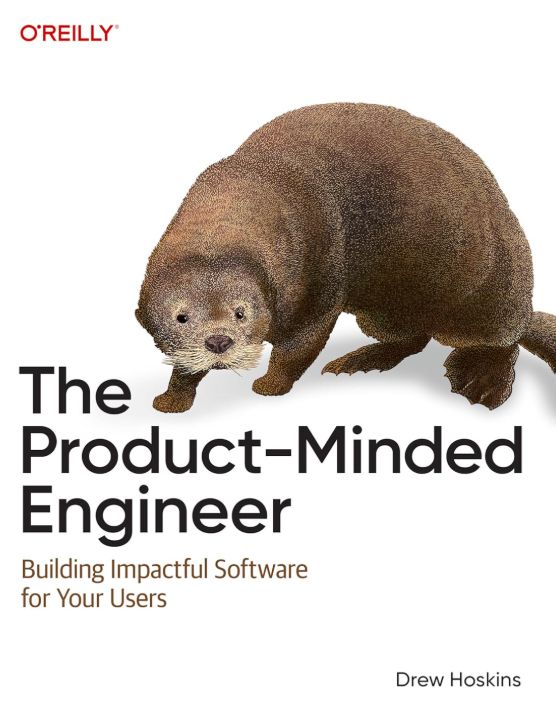 O'REILLY®
The
Product-Minded
Engineer
Building Impactful Software
for Your Users
Drew Hoskins